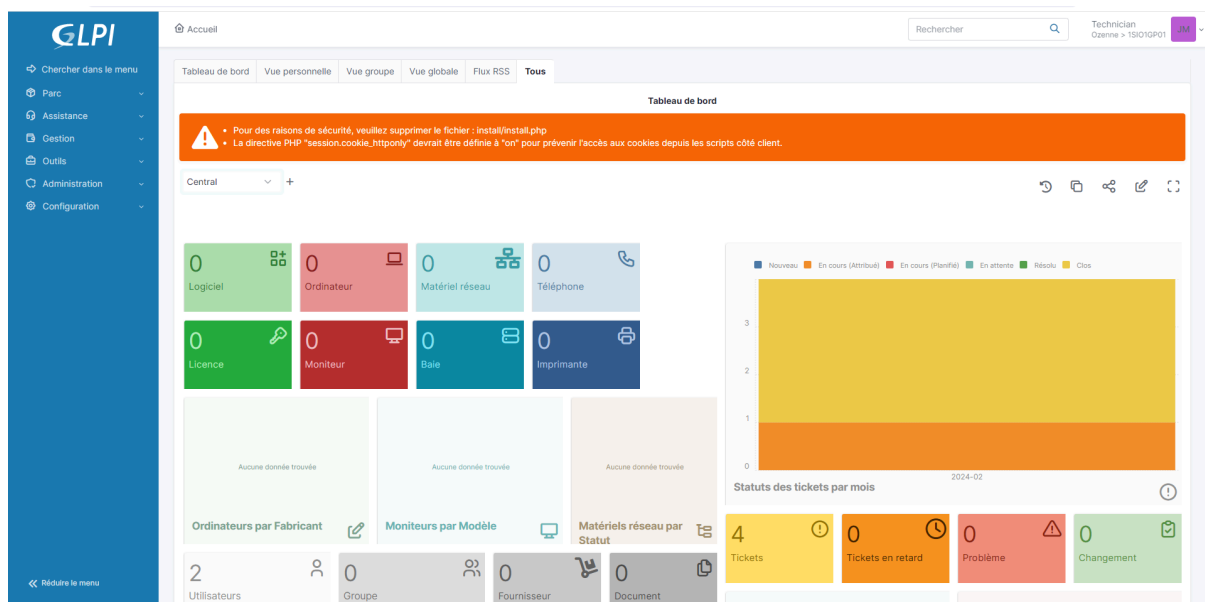 GLPI
Accueil
Rechercher
Technician
Ozenne > 1SIO1GP01
JM
Chercher dans le menu
Parc
Assistance
Gestion
Outils
Administration
Configuration
Réduire le menu
Tableau de bord Vue personnelle Vue groupe Vue globale Flux RSS Tous
Tableau de bord
• Pour des raisons de sécurité, veuillez supprimer le fichier : install/install.php
• La directive PHP "session.cookie_httponly" devrait être définie à "on" pour prévenir l'accès aux cookies depuis les scripts côté client.
Central
+
0
Logiciel
0
Ordinateur
0
Matériel réseau
0
Téléphone
0
Licence
0
Moniteur
0
Baie
0
Imprimante
Aucune donnée trouvée
Ordinateurs par Fabricant
Aucune donnée trouvée
Moniteurs par Modèle
Aucune donnée trouvée
Matériels réseau par
Statut
2
Utilisateurs
0
Groupe
0
Fournisseur
0
Document
Nouveau En cours (Attribué) En cours (Planifié) En attente Résolu Clos
3
2
1
0
2024-02
Statuts des tickets par mois
4
Tickets
0
Tickets en retard
0
Problème
0
Changement